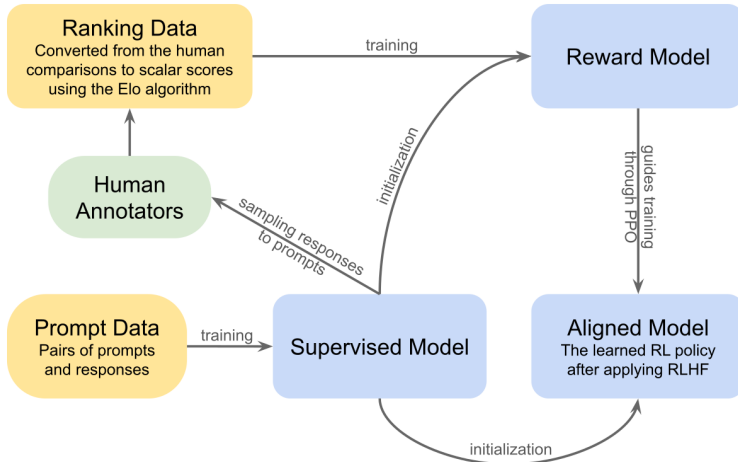 Ranking Data
Converted from the human
comparisons to scalar scores
using the Elo algorithm
training
Reward Model
initialization
guides training
through PPO
Human
Annotators
sampling responses
to prompts
Prompt Data
Pairs of prompts
and responses
training
Supervised Model
Aligned Model
The learned RL policy
after applying RLHF
initialization